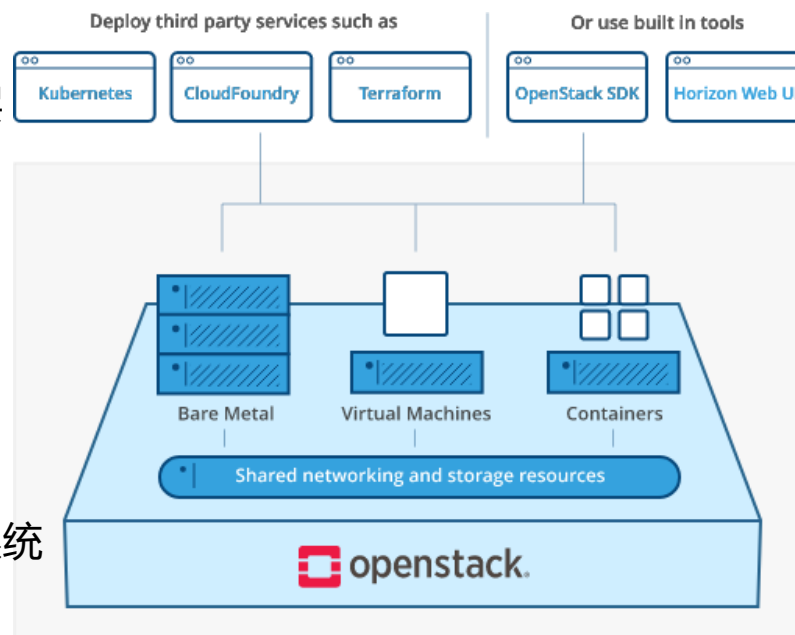 Deploy third party services such as
Or use built in tools
Kubernetes
CloudFoundry
Terraform
OpenStack SDK
Horizon Web U
Bare Metal
Virtual Machines
Containers
Shared networking and storage resources
统
openstack.